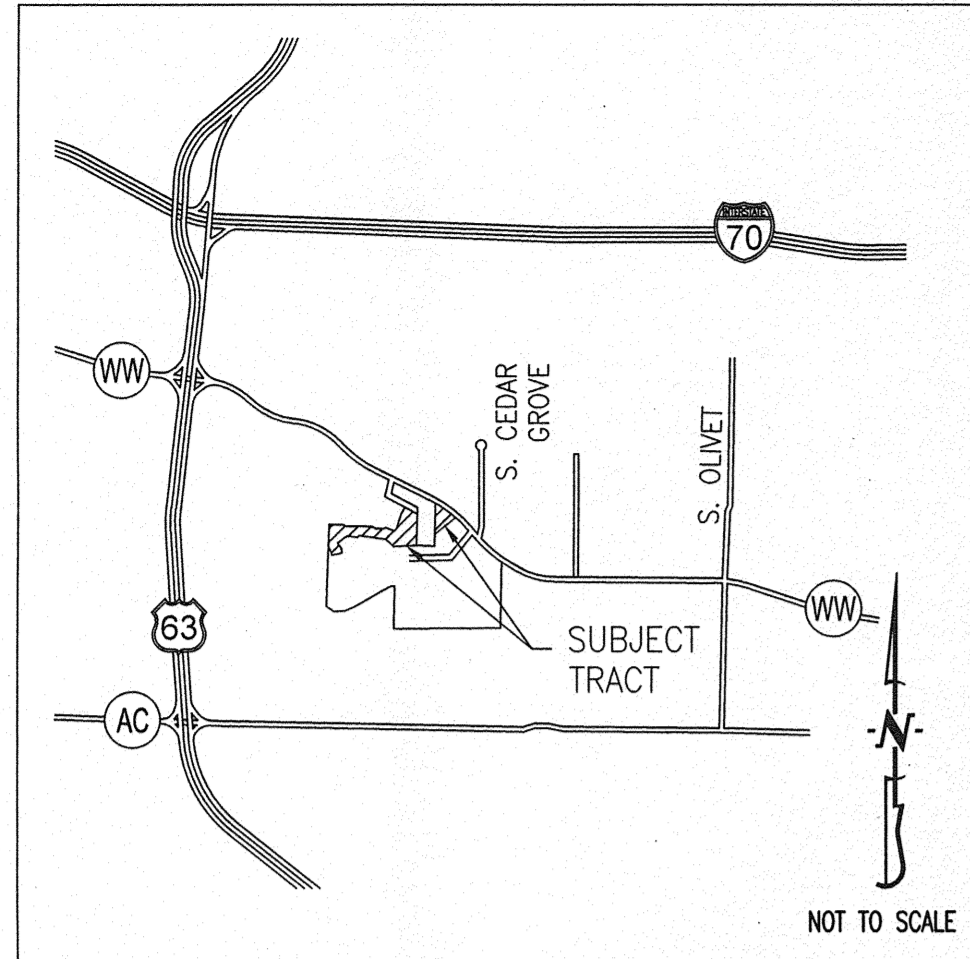 INTERSTATE
70
WW
S. CEDAR
GROVE
S. OLIVET
WW
63
SUBJECT
TRACT
AC
N
NOT TO SCALE